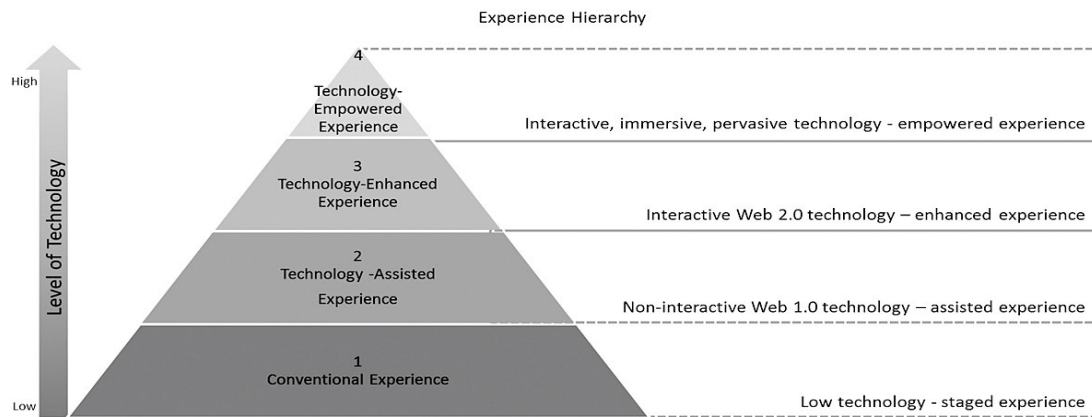 Experience Hierarchy
High
4
Technology-
Empowered
Experience
Interactive, immersive, pervasive technology - empowered experience
3
Technology-Enhanced
Experience
Interactive Web 2.0 technology – enhanced experience
Level of Technology
2
Technology -Assisted
Experience
Non-interactive Web 1.0 technology – assisted experience
1
Conventional Experience
Low technology - staged experience
Low